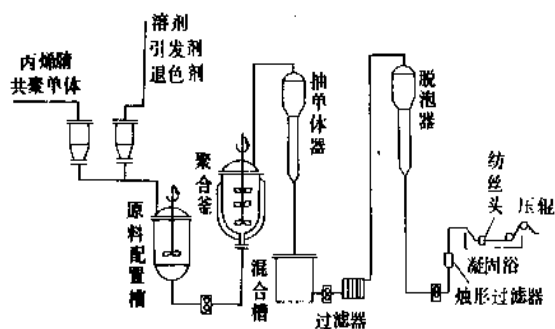 溶剂
引发剂
退色剂
丙烯腈
共聚单体
抽单体器
脱泡器
聚合釜
原料配置槽
混合槽
过滤器
纺丝头
压辊
凝固浴
烛形过滤器